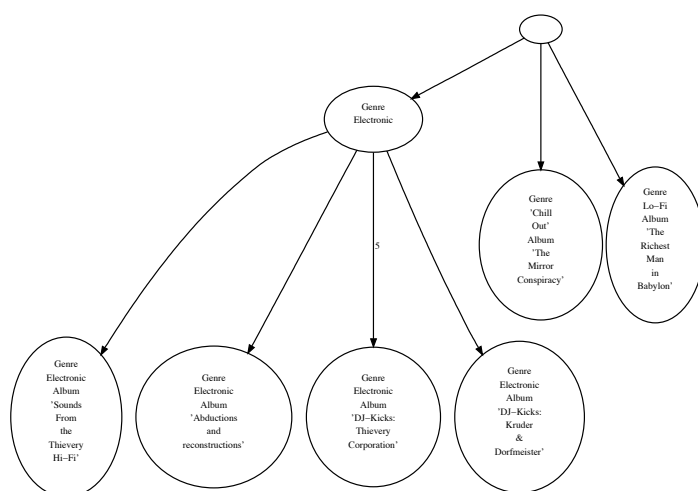 Genre
Electronic
Genre
'Chill
Out'
Album
'The
Mirror
Conspiracy'
Genre
Lo−Fi
Album
'The
Richest
Man
in
Babylon'
5
Genre
Electronic
Album
'Sounds
From
the
Thievery
Hi−Fi'
Genre
Electronic
Album
'Abductions
and
reconstructions'
Genre
Electronic
Album
'DJ−Kicks:
Thievery
Corporation'
Genre
Electronic
Album
'DJ−Kicks:
Kruder
&
Dorfmeister'